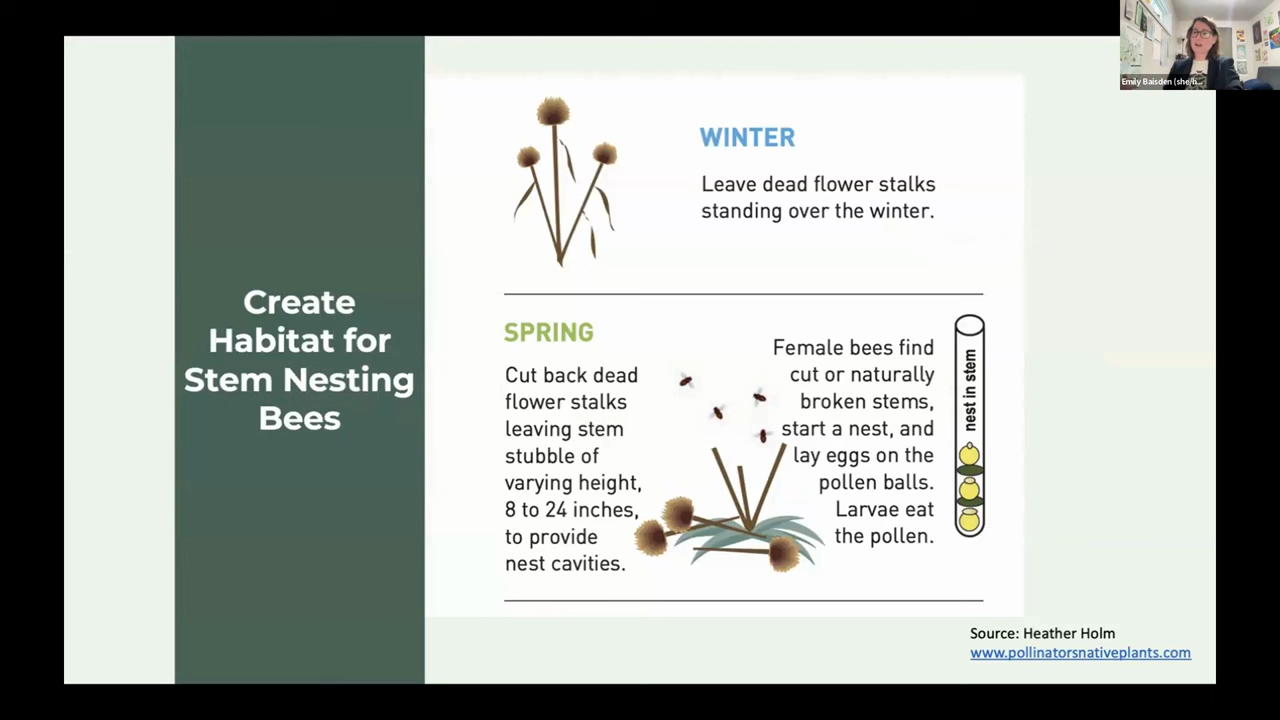 Emily Baisden (she/h...
Create
Habitat for
Stem Nesting
Bees
WINTER
Leave dead flower stalks
standing over the winter.
SPRING
Cut back dead
flower stalks
leaving stem
stubble of
varying height,
8 to 24 inches,
to provide
nest cavities.
Female bees find
cut or naturally
broken stems,
start a nest, and
lay eggs on the
pollen balls.
Larvae eat
the pollen.
nest in stem
Source: Heather Holm
www.pollinatorsnativeplants.com